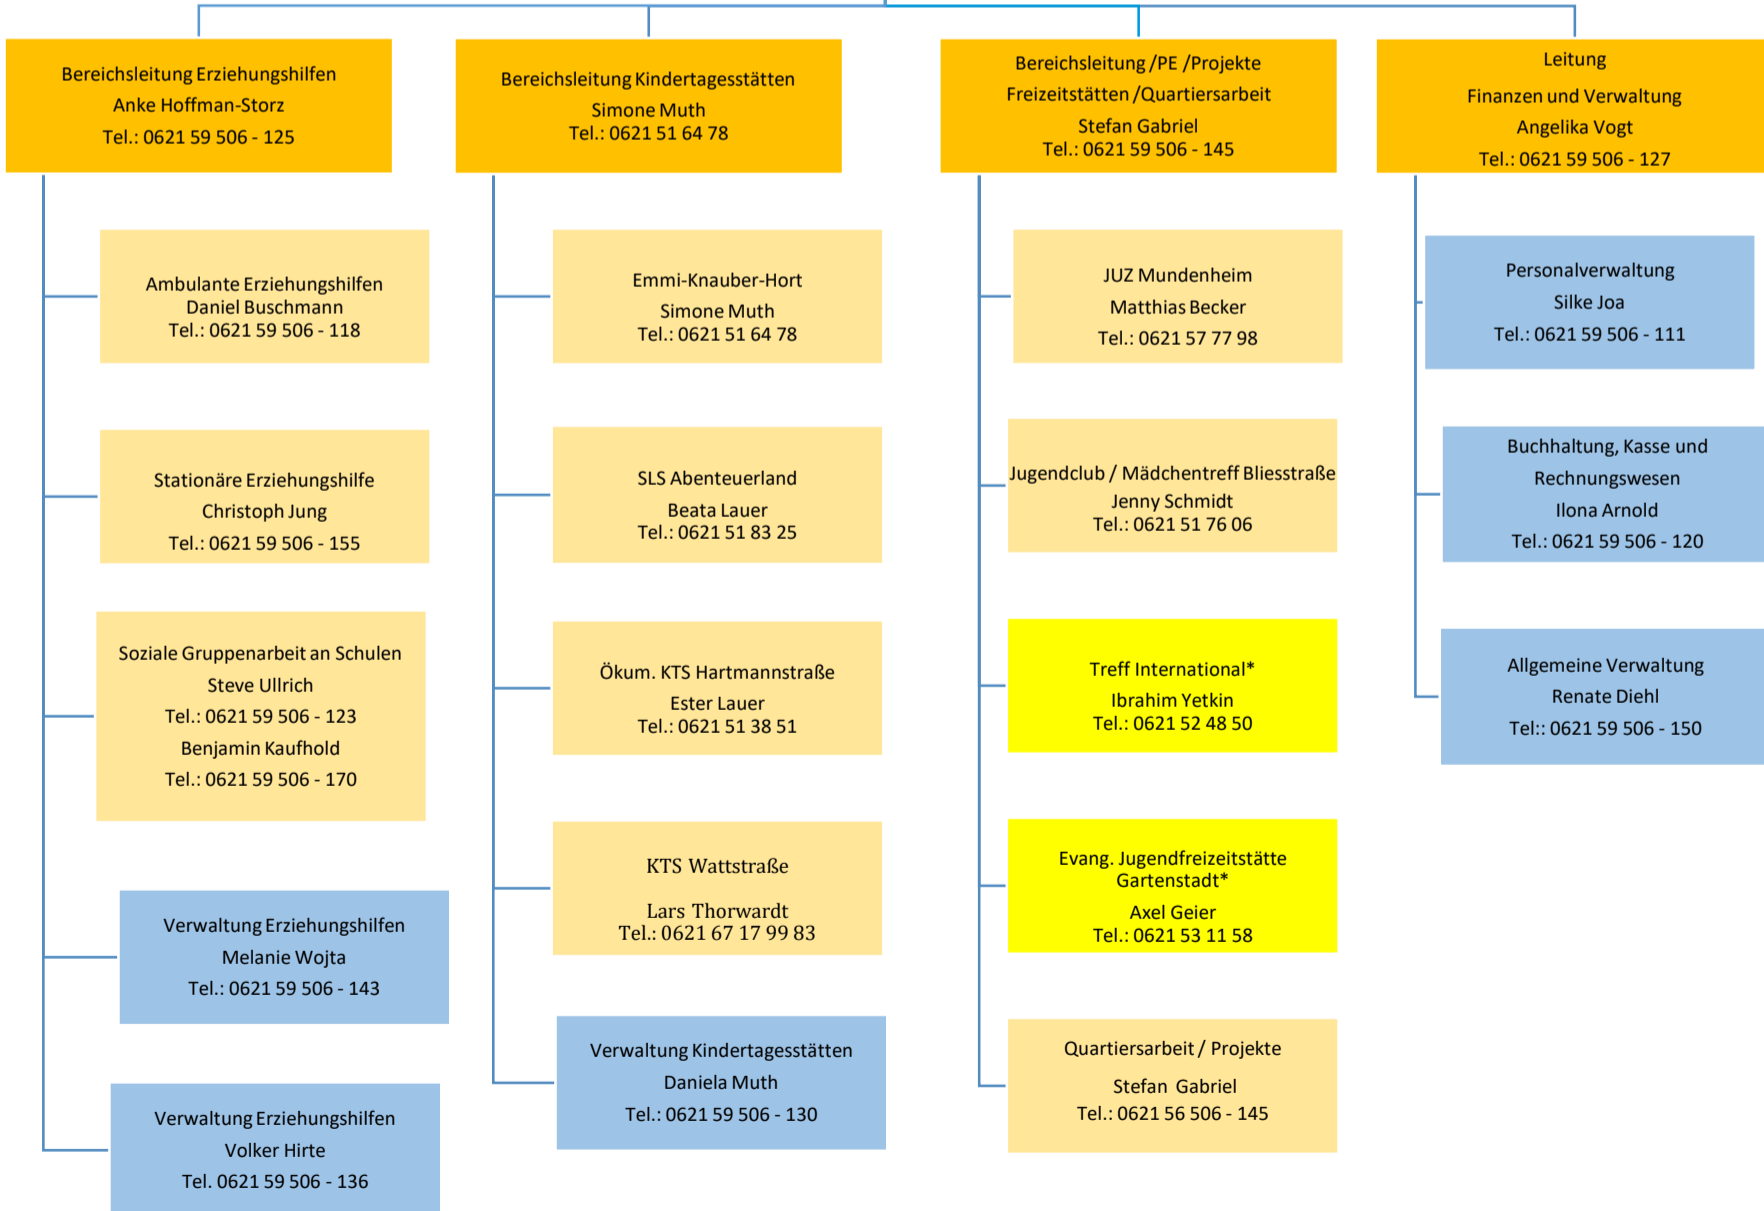 Bereichsleitung Erziehungshilfen
Anke Hoffman-Storz
Tel.: 0621 59 506 - 125
Ambulante Erziehungshilfen
Daniel Buschmann
Tel.: 0621 59 506 - 118
Stationäre Erziehungshilfe
Christoph Jung
Tel.: 0621 59 506 - 155
Soziale Gruppenarbeit an Schulen
Steve Ullrich
Tel.: 0621 59 506 - 123
Benjamin Kaufhold
Tel.: 0621 59 506 - 170
Verwaltung Erziehungshilfen
Melanie Wojta
Tel.: 0621 59 506 - 143
Verwaltung Erziehungshilfen
Volker Hirte
Tel. 0621 59 506 - 136
Bereichsleitung Kindertagesstätten
Simone Muth
Tel.: 0621 51 64 78
Emmi-Knauber-Hort
Simone Muth
Tel.: 0621 51 64 78
SLS Abenteuerland
Beata Lauer
Tel.: 0621 51 83 25
Ökum. KTS Hartmannstraße
Ester Lauer
Tel.: 0621 51 38 51
KTS Wattstraße
Lars Thorwardt
Tel.: 0621 67 17 99 83
Verwaltung Kindertagesstätten
Daniela Muth
Tel.: 0621 59 506 - 130
Bereichsleitung /PE /Projekte
Freizeitstätten /Quartiersarbeit
Stefan Gabriel
Tel.: 0621 59 506 - 145
JUZ Mundenheim
Matthias Becker
Tel.: 0621 57 77 98
Jugendclub / Mädchentreff Bliesstraße
Jenny Schmidt
Tel.: 0621 51 76 06
Treff International*
Ibrahim Yetkin
Tel.: 0621 52 48 50
Evang. Jugendfreizeitstätte
Gartenstadt*
Axel Geier
Tel.: 0621 53 11 58
Quartiersarbeit / Projekte
Stefan Gabriel
Tel.: 0621 56 506 - 145
Leitung
Finanzen und Verwaltung
Angelika Vogt
Tel.: 0621 59 506 - 127
Personalverwaltung
Silke Joa
Tel.: 0621 59 506 - 111
Buchhaltung, Kasse und
Rechnungswesen
Ilona Arnold
Tel.: 0621 59 506 - 120
Allgemeine Verwaltung
Renate Diehl
Tel:: 0621 59 506 - 150